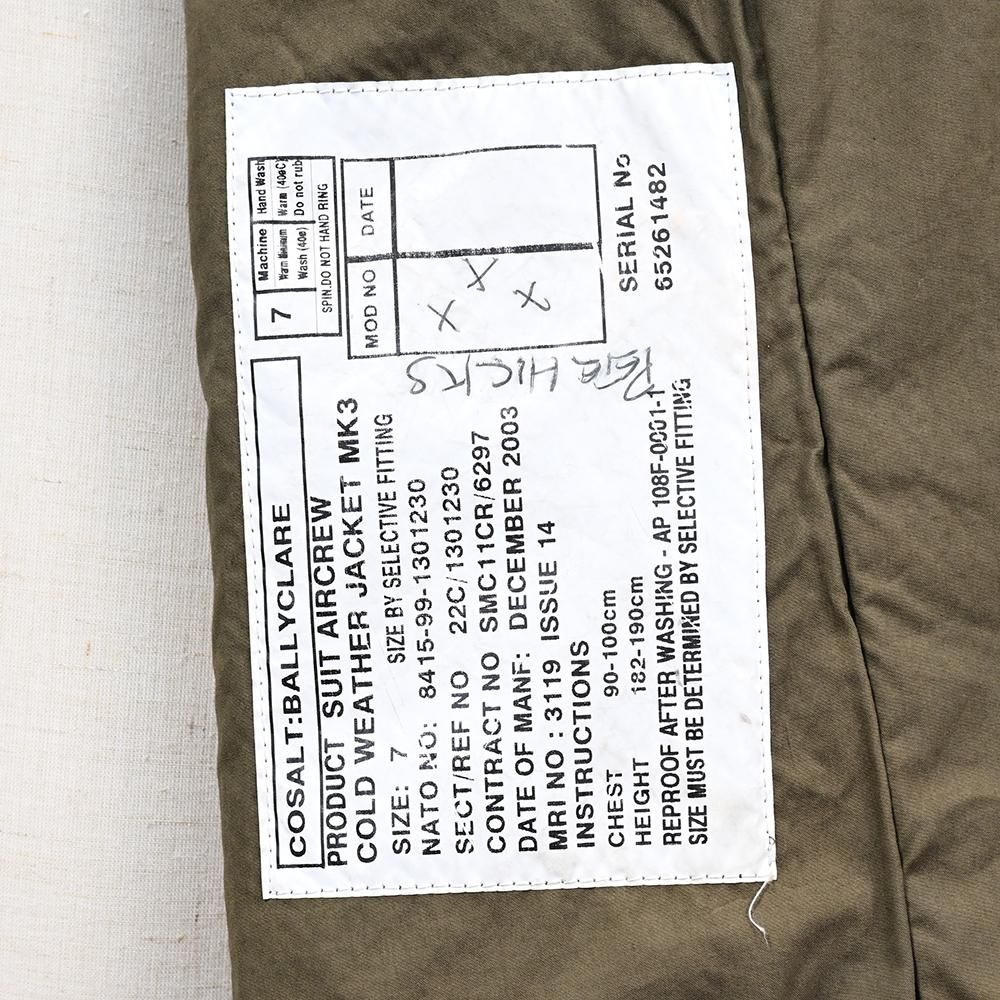 COSALT:BALLYCLARE
PRODUCT SUIT AIRCREW
COLD WEATHER JACKET MK3
SIZE: 7 SIZE BY SELECTIVE FITTING
NATO NO: 8415-99-1301230
SECT/REF NO 22C/1301230
CONTRACT NO SMC11CR/6297
DATE OF MANF: DECEMBER 2003
MRI NO : 3119 ISSUE 14
INSTRUCTIONS
CHEST 90-100cm
HEIGHT 182-190cm
REPROOF AFTER WASHING - AP 108F-0001-1
SIZE MUST BE DETERMINED BY SELECTIVE FITTING
7
Machine Hand Wash
Warm Warm (40oC)
Wash (40o) Do not rub
SPIN.DO NOT HAND RING
MOD NO DATE
X
X
X
PETE HICKS
SERIAL No
65261482